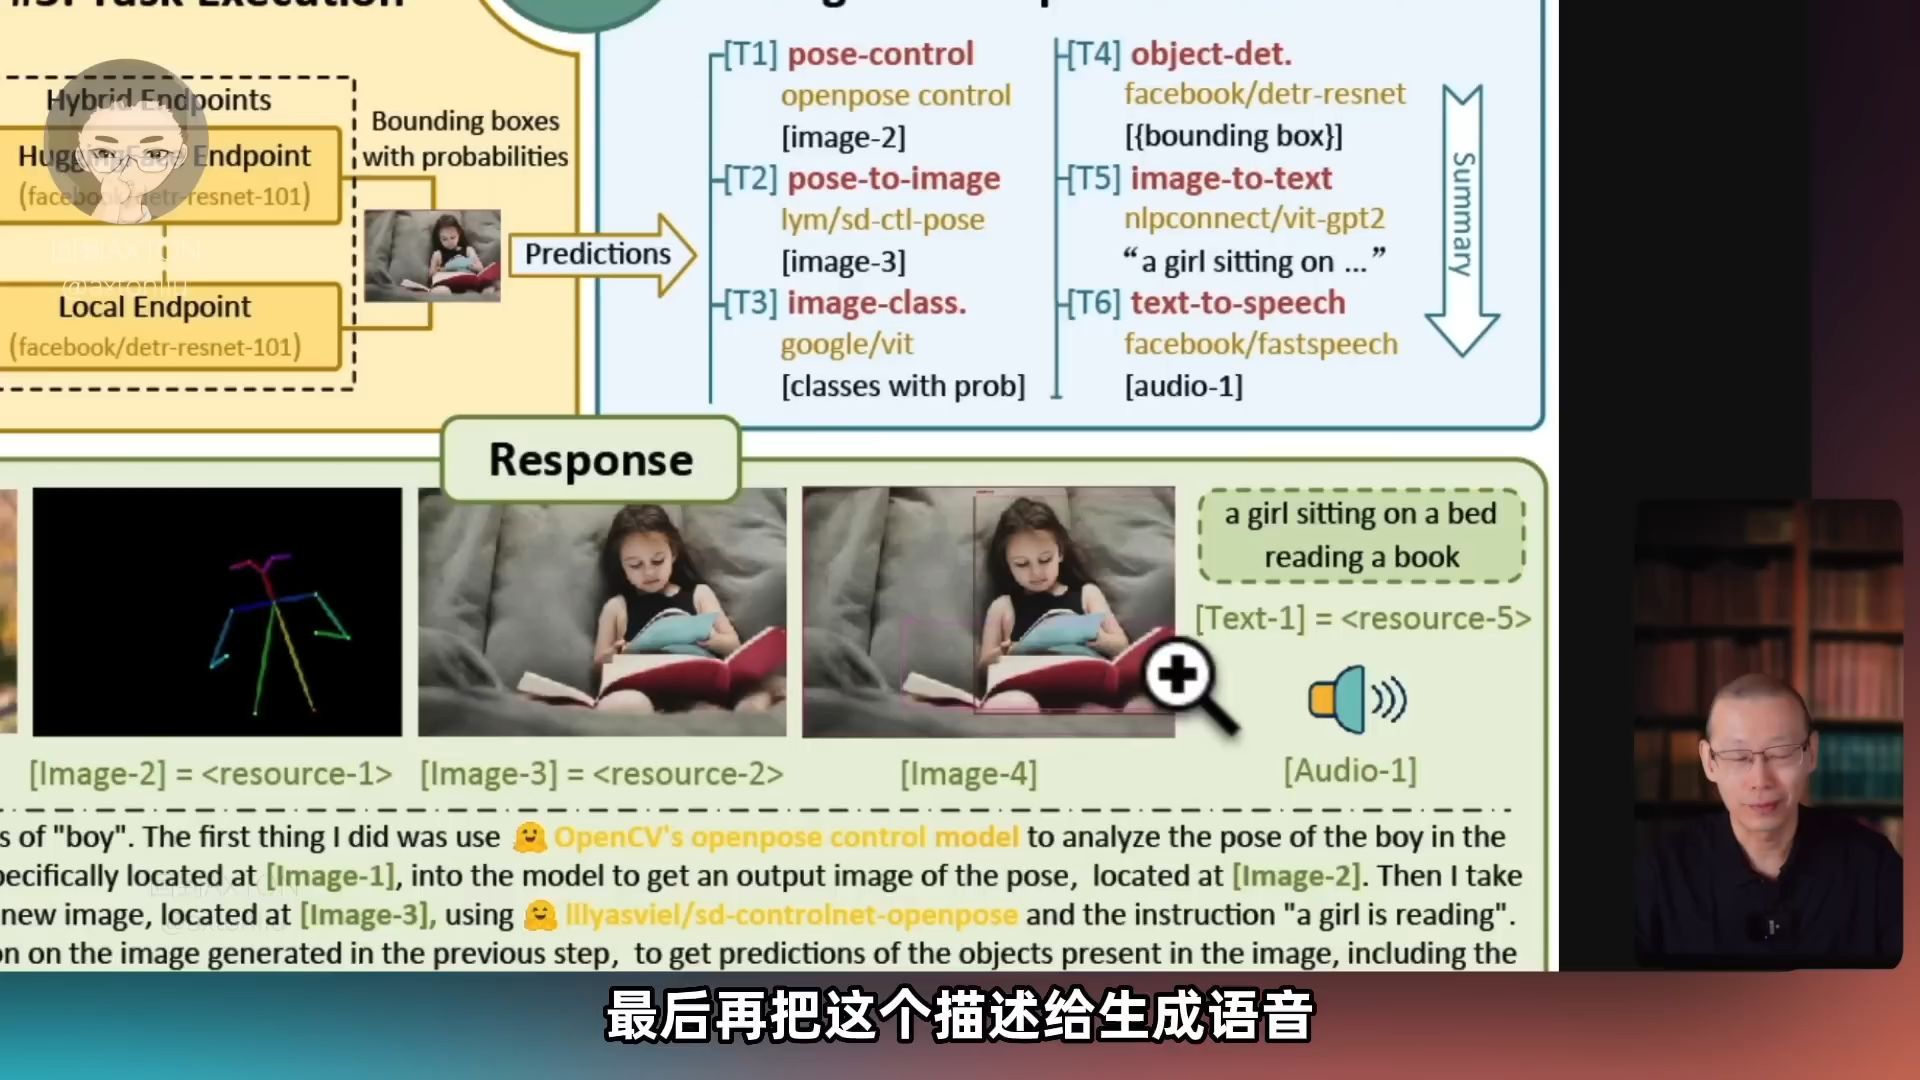 Hybrid Endpoints
HuggingFace Endpoint
(facebook/detr-resnet-101)
Local Endpoint
(facebook/detr-resnet-101)
Bounding boxes
with probabilities
Predictions
[T1] pose-control
openpose control
[image-2]
[T2] pose-to-image
lym/sd-ctl-pose
[image-3]
[T3] image-class.
google/vit
[classes with prob]
[T4] object-det.
facebook/detr-resnet
[{bounding box}]
[T5] image-to-text
nlpconnect/vit-gpt2
“a girl sitting on ...”
[T6] text-to-speech
facebook/fastspeech
[audio-1]
Summary
Response
a girl sitting on a bed
reading a book
[Text-1] = <resource-5>
[Image-2] = <resource-1>
[Image-3] = <resource-2>
[Image-4]
[Audio-1]
s of "boy". The first thing I did was use 🤗 OpenCV's openpose control model to analyze the pose of the boy in the
pecifically located at [Image-1], into the model to get an output image of the pose, located at [Image-2]. Then I take
new image, located at [Image-3], using 🤗 lllyasviel/sd-controlnet-openpose and the instruction "a girl is reading".
on on the image generated in the previous step, to get predictions of the objects present in the image, including the
最后再把这个描述给生成语音